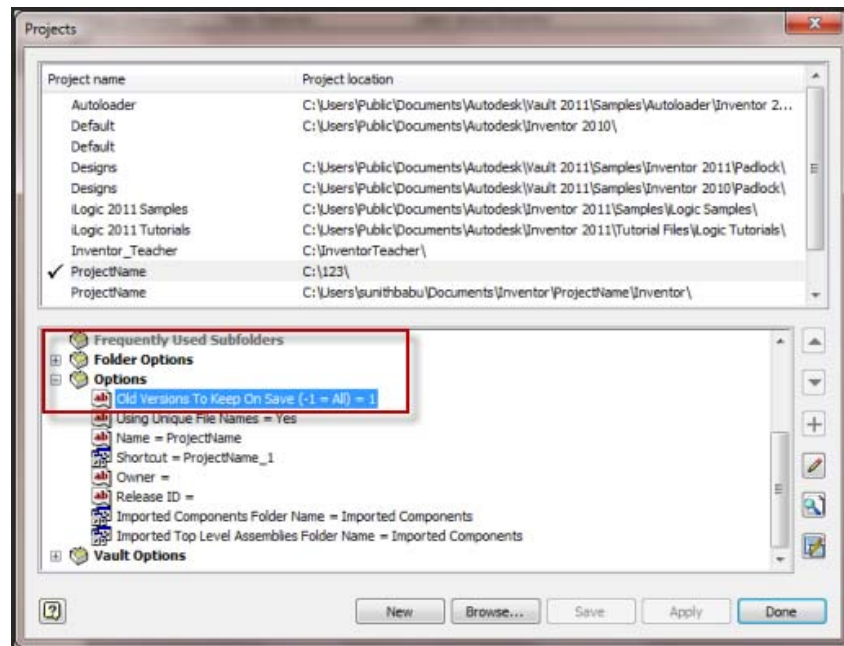 Projects
Project name Project location
Autoloader C:\Users\Public\Documents\Autodesk\Vault 2011\Samples\Autoloader\Inventor 2...
Default C:\Users\Public\Documents\Autodesk\Inventor 2010\
Default
Designs C:\Users\Public\Documents\Autodesk\Vault 2011\Samples\Inventor 2011\Padlock\
Designs C:\Users\Public\Documents\Autodesk\Vault 2011\Samples\Inventor 2010\Padlock\
iLogic 2011 Samples C:\Users\Public\Documents\Autodesk\Inventor 2011\Samples\iLogic Samples\
iLogic 2011 Tutorials C:\Users\Public\Documents\Autodesk\Inventor 2011\Tutorial Files\iLogic Tutorials\
Inventor_Teacher C:\InventorTeacher\
ProjectName C:\123\
ProjectName C:\Users\sunithbabu\Documents\Inventor\ProjectName\Inventor\
Frequently Used Subfolders
Folder Options
Options
Old Versions To Keep On Save (-1 = All) = 1
Using Unique File Names = Yes
Name = ProjectName
Shortcut = ProjectName_1
Owner =
Release ID =
Imported Components Folder Name = Imported Components
Imported Top Level Assemblies Folder Name = Imported Components
Vault Options
New Browse... Save Apply Done